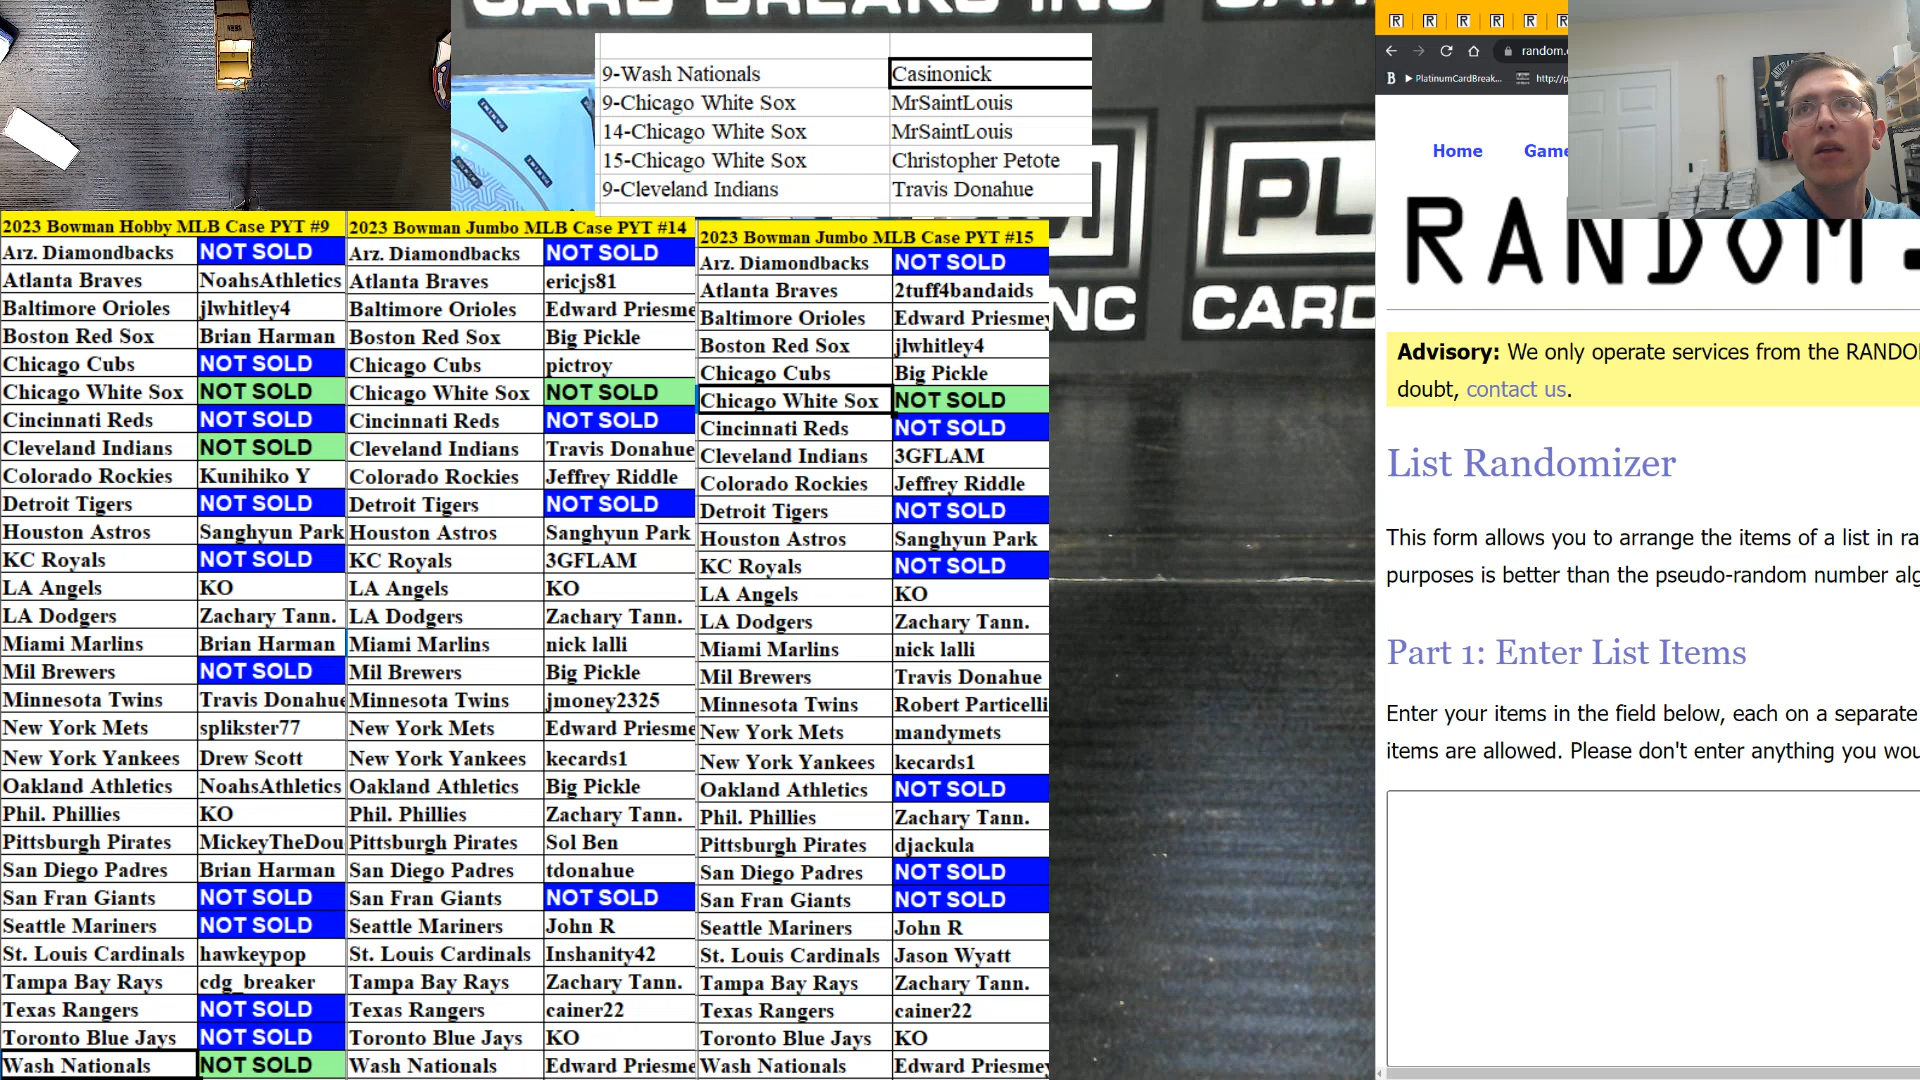 CARD BREAKS INC
9-Wash Nationals Casinonick
9-Chicago White Sox MrSaintLouis
14-Chicago White Sox MrSaintLouis
15-Chicago White Sox Christopher Petote
9-Cleveland Indians Travis Donahue
2023 Bowman Hobby MLB Case PYT #9
Arz. Diamondbacks NOT SOLD
Atlanta Braves NoahsAthletics
Baltimore Orioles jlwhitley4
Boston Red Sox Brian Harman
Chicago Cubs NOT SOLD
Chicago White Sox NOT SOLD
Cincinnati Reds NOT SOLD
Cleveland Indians NOT SOLD
Colorado Rockies Kunihiko Y
Detroit Tigers NOT SOLD
Houston Astros Sanghyun Park
KC Royals NOT SOLD
LA Angels KO
LA Dodgers Zachary Tann.
Miami Marlins Brian Harman
Mil Brewers NOT SOLD
Minnesota Twins Travis Donahue
New York Mets splikster77
New York Yankees Drew Scott
Oakland Athletics NoahsAthletics
Phil. Phillies KO
Pittsburgh Pirates MickeyTheDou
San Diego Padres Brian Harman
San Fran Giants NOT SOLD
Seattle Mariners NOT SOLD
St. Louis Cardinals hawkeypop
Tampa Bay Rays cdg_breaker
Texas Rangers NOT SOLD
Toronto Blue Jays NOT SOLD
Wash Nationals NOT SOLD
2023 Bowman Jumbo MLB Case PYT #14
Arz. Diamondbacks NOT SOLD
Atlanta Braves ericjs81
Baltimore Orioles Edward Priesme
Boston Red Sox Big Pickle
Chicago Cubs pictroy
Chicago White Sox NOT SOLD
Cincinnati Reds NOT SOLD
Cleveland Indians Travis Donahue
Colorado Rockies Jeffrey Riddle
Detroit Tigers NOT SOLD
Houston Astros Sanghyun Park
KC Royals 3GFLAM
LA Angels KO
LA Dodgers Zachary Tann.
Miami Marlins nick lalli
Mil Brewers Big Pickle
Minnesota Twins jmoney2325
New York Mets Edward Priesme
New York Yankees kecards1
Oakland Athletics Big Pickle
Phil. Phillies Zachary Tann.
Pittsburgh Pirates Sol Ben
San Diego Padres tdonahue
San Fran Giants NOT SOLD
Seattle Mariners John R
St. Louis Cardinals Inshanity42
Tampa Bay Rays Zachary Tann.
Texas Rangers cainer22
Toronto Blue Jays KO
Wash Nationals Edward Priesme
2023 Bowman Jumbo MLB Case PYT #15
Arz. Diamondbacks NOT SOLD
Atlanta Braves 2tuff4bandaids
Baltimore Orioles Edward Priesmey
Boston Red Sox jlwhitley4
Chicago Cubs Big Pickle
Chicago White Sox NOT SOLD
Cincinnati Reds NOT SOLD
Cleveland Indians 3GFLAM
Colorado Rockies Jeffrey Riddle
Detroit Tigers NOT SOLD
Houston Astros Sanghyun Park
KC Royals NOT SOLD
LA Angels KO
LA Dodgers Zachary Tann.
Miami Marlins nick lalli
Mil Brewers Travis Donahue
Minnesota Twins Robert Particelli
New York Mets mandymets
New York Yankees kecards1
Oakland Athletics NOT SOLD
Phil. Phillies Zachary Tann.
Pittsburgh Pirates djackula
San Diego Padres NOT SOLD
San Fran Giants NOT SOLD
Seattle Mariners John R
St. Louis Cardinals Jason Wyatt
Tampa Bay Rays Zachary Tann.
Texas Rangers cainer22
Toronto Blue Jays KO
Wash Nationals Edward Priesmey
PL
NC CARD
random.
PlatinumCardBreak... http://p
Home Game
RANDOM
Advisory: We only operate services from the RANDO
doubt, contact us.
List Randomizer
This form allows you to arrange the items of a list in ra
purposes is better than the pseudo-random number alg
Part 1: Enter List Items
Enter your items in the field below, each on a separate
items are allowed. Please don't enter anything you wou